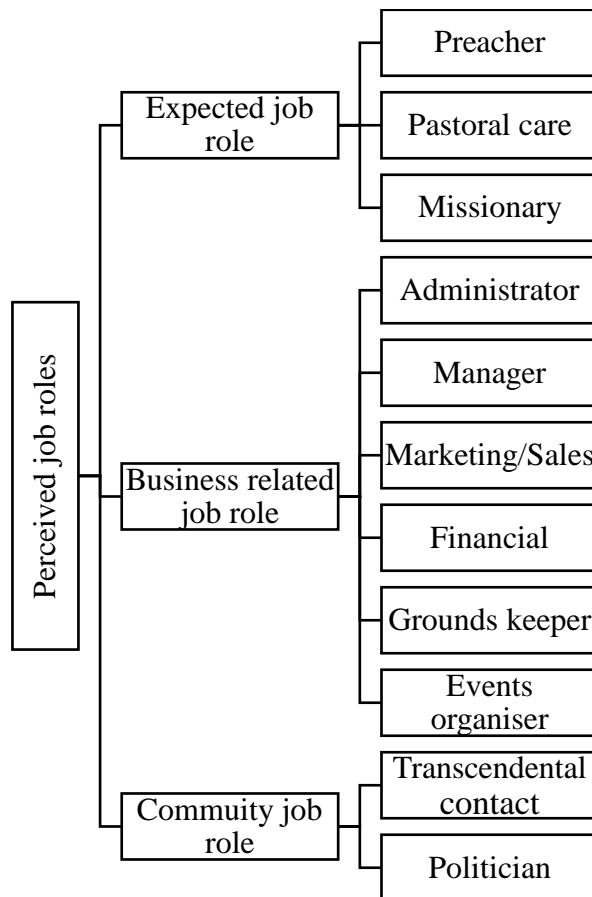 Perceived job roles
Expected job
role
Preacher
Pastoral care
Missionary
Business related
job role
Administrator
Manager
Marketing/Sales
Financial
Grounds keeper
Events
organiser
Commuity job
role
Transcendental
contact
Politician